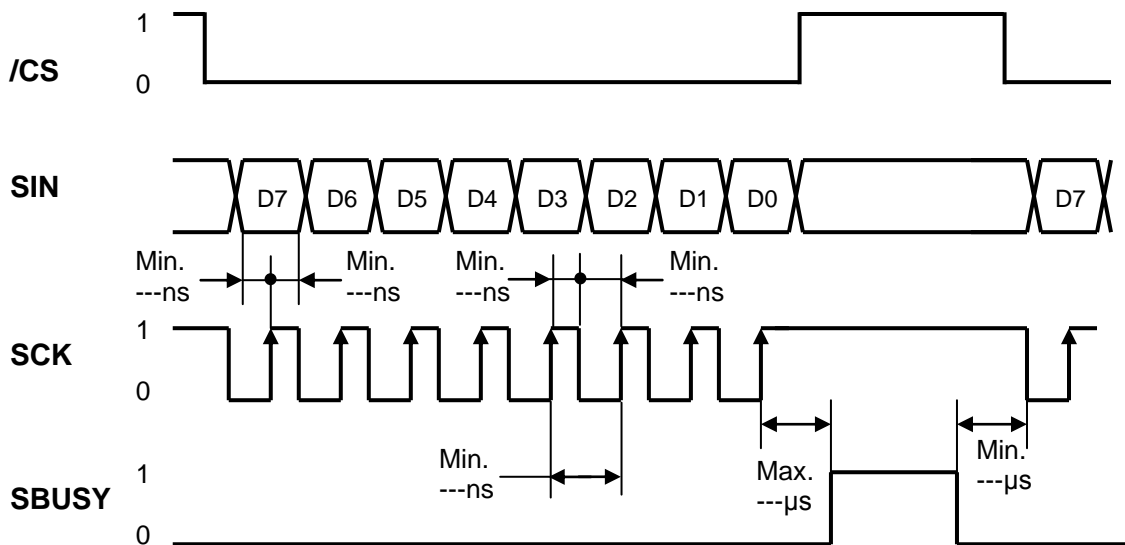 1
/CS
0
SIN
D7 D6 D5 D4 D3 D2 D1 D0 D7
Min. Min. Min. Min.
---ns ---ns ---ns ---ns
1
SCK
0
Min. Max. Min.
---ns ---µs ---µs
1
SBUSY
0